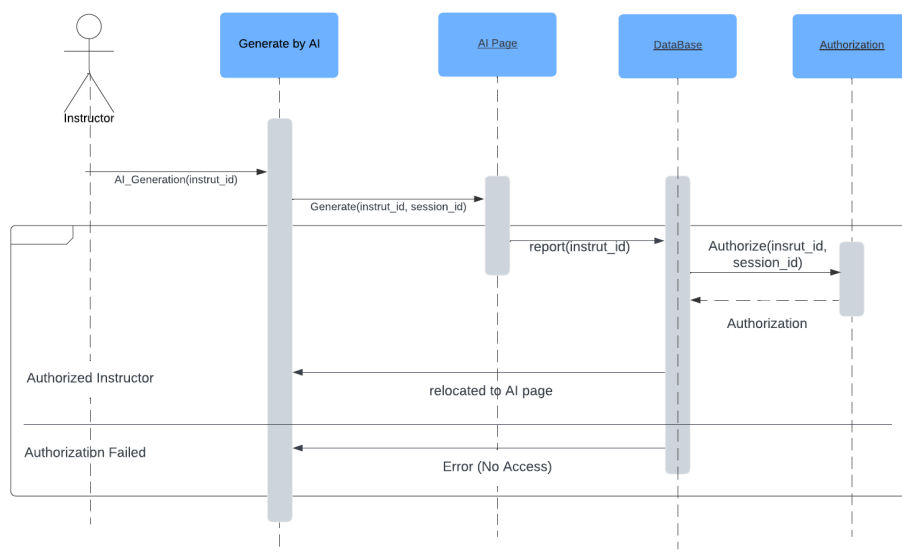 Generate by AI
AI Page
DataBase
Authorization
Instructor
AI_Generation(instrut_id)
Generate(instrut_id, session_id)
report(instrut_id)
Authorize(insrut_id,
session_id)
Authorization
Authorized Instructor
relocated to AI page
Authorization Failed
Error (No Access)